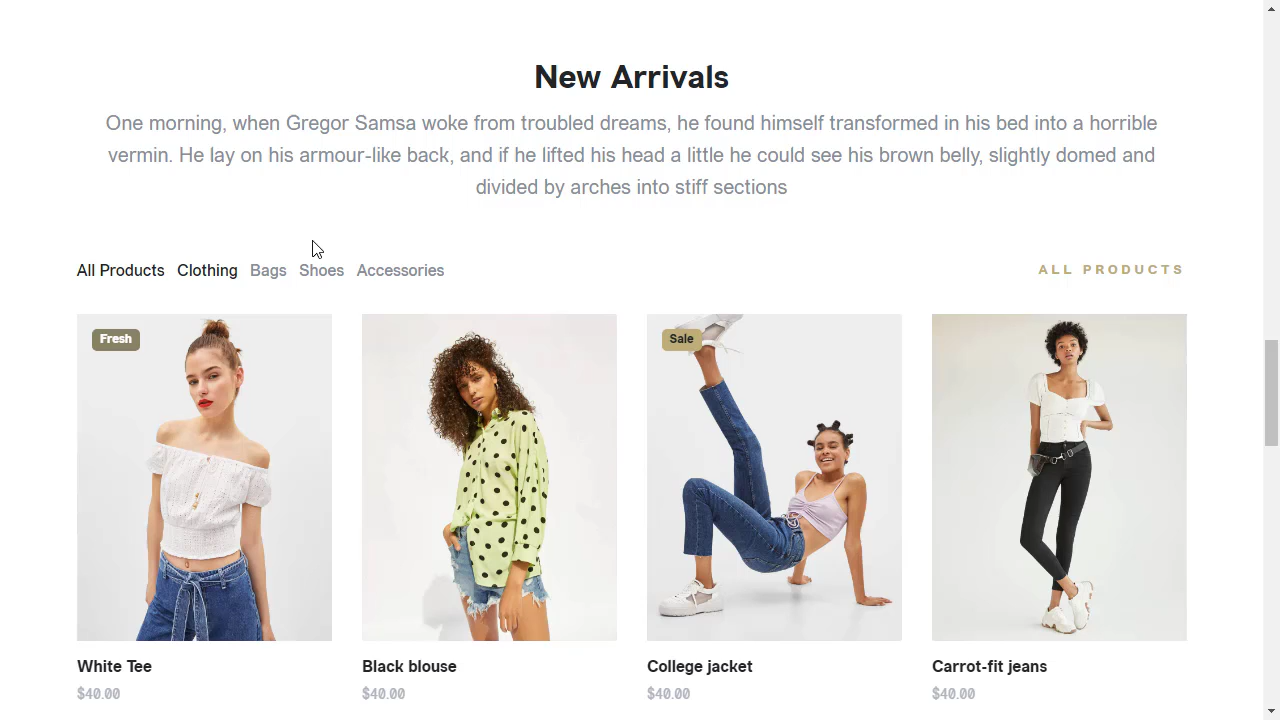 New Arrivals
One morning, when Gregor Samsa woke from troubled dreams, he found himself transformed in his bed into a horrible
vermin. He lay on his armour-like back, and if he lifted his head a little he could see his brown belly, slightly domed and
divided by arches into stiff sections
All Products Clothing Bags Shoes Accessories ALL PRODUCTS
Fresh
Sale
White Tee
$40.00
Black blouse
$40.00
College jacket
$40.00
Carrot-fit jeans
$40.00